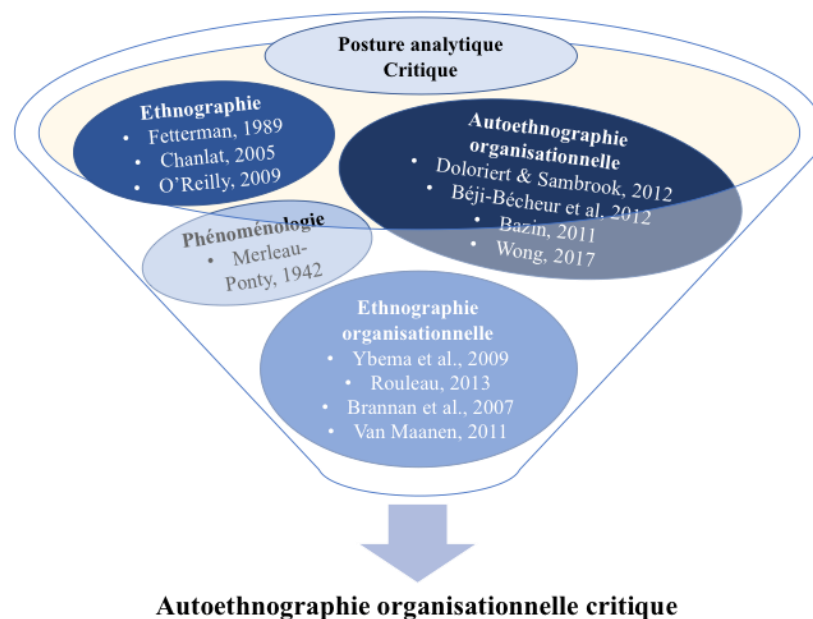 Posture analytique
Critique
Ethnographie
• Fetterman, 1989
• Chanlat, 2005
• O’Reilly, 2009
Autoethnographie
organisationnelle
• Doloriert & Sambrook, 2012
• Béji-Bécheur et al. 2012
• Bazin, 2011
• Wong, 2017
Phénoménologie
• Merleau-
Ponty, 1942
Ethnographie
organisationnelle
• Ybema et al., 2009
• Rouleau, 2013
• Brannan et al., 2007
• Van Maanen, 2011
Autoethnographie organisationnelle critique